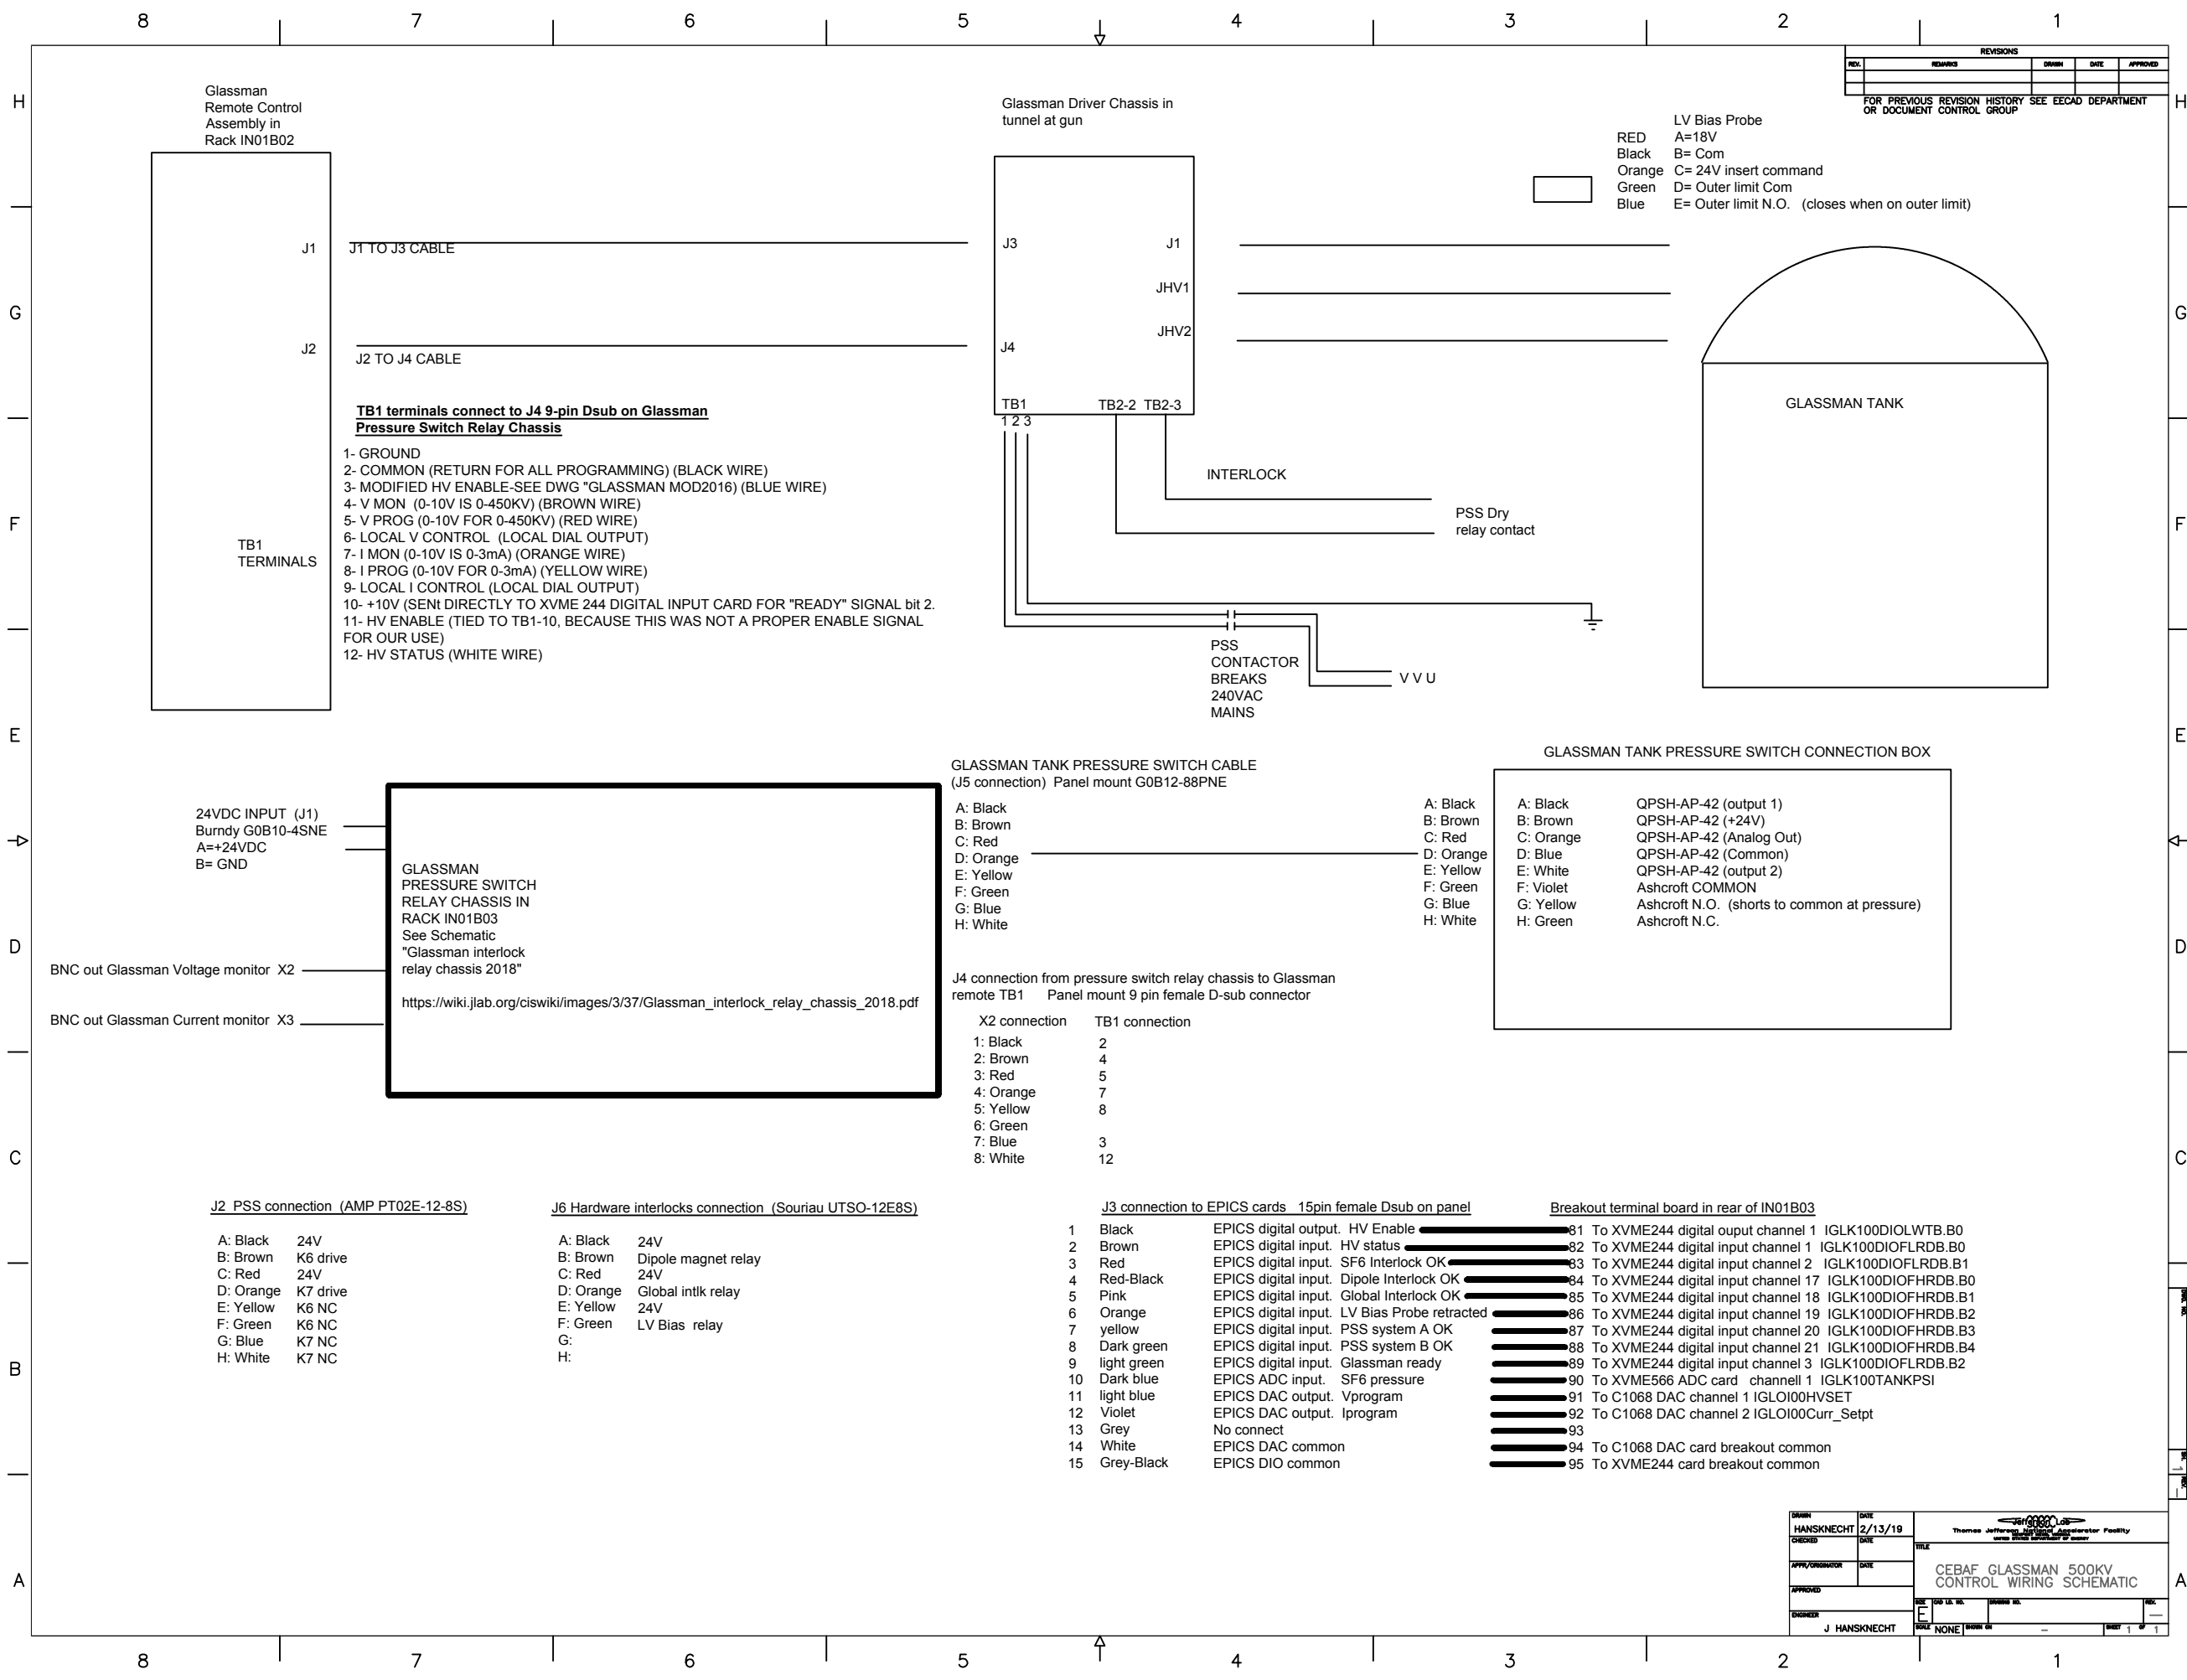 8 7 6 5 4 3 2 1
REVISIONS
REV. REMARKS DRAWN DATE APPROVED
FOR PREVIOUS REVISION HISTORY SEE EECAD DEPARTMENT
OR DOCUMENT CONTROL GROUP
H H
Glassman
Remote Control
Assembly in
Rack IN01B02
Glassman Driver Chassis in
tunnel at gun
LV Bias Probe
RED A=18V
Black B= Com
Orange C= 24V insert command
Green D= Outer limit Com
Blue E= Outer limit N.O. (closes when on outer limit)
J1 J1 TO J3 CABLE
J3 J1
JHV1
G G
JHV2
J2 J2 TO J4 CABLE
J4
TB1 TB2-2 TB2-3
1 2 3
GLASSMAN TANK
TB1 terminals connect to J4 9-pin Dsub on Glassman
Pressure Switch Relay Chassis
1- GROUND
2- COMMON (RETURN FOR ALL PROGRAMMING) (BLACK WIRE)
3- MODIFIED HV ENABLE-SEE DWG "GLASSMAN MOD2016) (BLUE WIRE)
4- V MON (0-10V IS 0-450KV) (BROWN WIRE)
5- V PROG (0-10V FOR 0-450KV) (RED WIRE)
6- LOCAL V CONTROL (LOCAL DIAL OUTPUT)
7- I MON (0-10V IS 0-3mA) (ORANGE WIRE)
8- I PROG (0-10V FOR 0-3mA) (YELLOW WIRE)
9- LOCAL I CONTROL (LOCAL DIAL OUTPUT)
10- +10V (SENt DIRECTLY TO XVME 244 DIGITAL INPUT CARD FOR "READY" SIGNAL bit 2.
11- HV ENABLE (TIED TO TB1-10, BECAUSE THIS WAS NOT A PROPER ENABLE SIGNAL
FOR OUR USE)
12- HV STATUS (WHITE WIRE)
TB1
TERMINALS
F F
INTERLOCK
PSS Dry
relay contact
PSS
CONTACTOR
BREAKS
240VAC
MAINS
V V U
E E
GLASSMAN TANK PRESSURE SWITCH CABLE
(J5 connection) Panel mount G0B12-88PNE
A: Black
B: Brown
C: Red
D: Orange
E: Yellow
F: Green
G: Blue
H: White
A: Black
B: Brown
C: Red
D: Orange
E: Yellow
F: Green
G: Blue
H: White
GLASSMAN TANK PRESSURE SWITCH CONNECTION BOX
A: Black QPSH-AP-42 (output 1)
B: Brown QPSH-AP-42 (+24V)
C: Orange QPSH-AP-42 (Analog Out)
D: Blue QPSH-AP-42 (Common)
E: White QPSH-AP-42 (output 2)
F: Violet Ashcroft COMMON
G: Yellow Ashcroft N.O. (shorts to common at pressure)
H: Green Ashcroft N.C.
24VDC INPUT (J1)
Burndy G0B10-4SNE
A=+24VDC
B= GND
GLASSMAN
PRESSURE SWITCH
RELAY CHASSIS IN
RACK IN01B03
See Schematic
"Glassman interlock
relay chassis 2018"
https://wiki.jlab.org/ciswiki/images/3/37/Glassman_interlock_relay_chassis_2018.pdf
D D
BNC out Glassman Voltage monitor X2
BNC out Glassman Current monitor X3
J4 connection from pressure switch relay chassis to Glassman
remote TB1 Panel mount 9 pin female D-sub connector
X2 connection TB1 connection
1: Black 2
2: Brown 4
3: Red 5
4: Orange 7
5: Yellow 8
6: Green
7: Blue 3
8: White 12
C C
J2 PSS connection (AMP PT02E-12-8S)
A: Black 24V
B: Brown K6 drive
C: Red 24V
D: Orange K7 drive
E: Yellow K6 NC
F: Green K6 NC
G: Blue K7 NC
H: White K7 NC
J6 Hardware interlocks connection (Souriau UTSO-12E8S)
A: Black 24V
B: Brown Dipole magnet relay
C: Red 24V
D: Orange Global intlk relay
E: Yellow 24V
F: Green LV Bias relay
G:
H:
J3 connection to EPICS cards 15pin female Dsub on panel Breakout terminal board in rear of IN01B03
1 Black EPICS digital output. HV Enable 81 To XVME244 digital ouput channel 1 IGLK100DIOLWTB.B0
2 Brown EPICS digital input. HV status 82 To XVME244 digital input channel 1 IGLK100DIOFLRDB.B0
3 Red EPICS digital input. SF6 Interlock OK 83 To XVME244 digital input channel 2 IGLK100DIOFLRDB.B1
4 Red-Black EPICS digital input. Dipole Interlock OK 84 To XVME244 digital input channel 17 IGLK100DIOFHRDB.B0
5 Pink EPICS digital input. Global Interlock OK 85 To XVME244 digital input channel 18 IGLK100DIOFHRDB.B1
6 Orange EPICS digital input. LV Bias Probe retracted 86 To XVME244 digital input channel 19 IGLK100DIOFHRDB.B2
7 yellow EPICS digital input. PSS system A OK 87 To XVME244 digital input channel 20 IGLK100DIOFHRDB.B3
8 Dark green EPICS digital input. PSS system B OK 88 To XVME244 digital input channel 21 IGLK100DIOFHRDB.B4
9 light green EPICS digital input. Glassman ready 89 To XVME244 digital input channel 3 IGLK100DIOFLRDB.B2
10 Dark blue EPICS ADC input. SF6 pressure 90 To XVME566 ADC card channell 1 IGLK100TANKPSI
11 light blue EPICS DAC output. Vprogram 91 To C1068 DAC channel 1 IGLOI00HVSET
12 Violet EPICS DAC output. Iprogram 92 To C1068 DAC channel 2 IGLOI00Curr_Setpt
13 Grey No connect 93
14 White EPICS DAC common 94 To C1068 DAC card breakout common
15 Grey-Black EPICS DIO common 95 To XVME244 card breakout common
B B
DRAWN DATE
HANSKNECHT 2/13/19
CHECKED DATE
APPR/ORIGINATOR DATE
APPROVED
ENGINEER
J HANSKNECHT
Jefferson Lab
Thomas Jefferson National Accelerator Facility
UNITED STATES DEPARTMENT OF ENERGY
TITLE
CEBAF GLASSMAN 500KV
CONTROL WIRING SCHEMATIC
SIZE CAD I.D. NO. DRAWING NO. REV.
E —
SCALE NONE SHOWN ON – SHEET 1 OF 1
A A
8 7 6 5 4 3 2 1